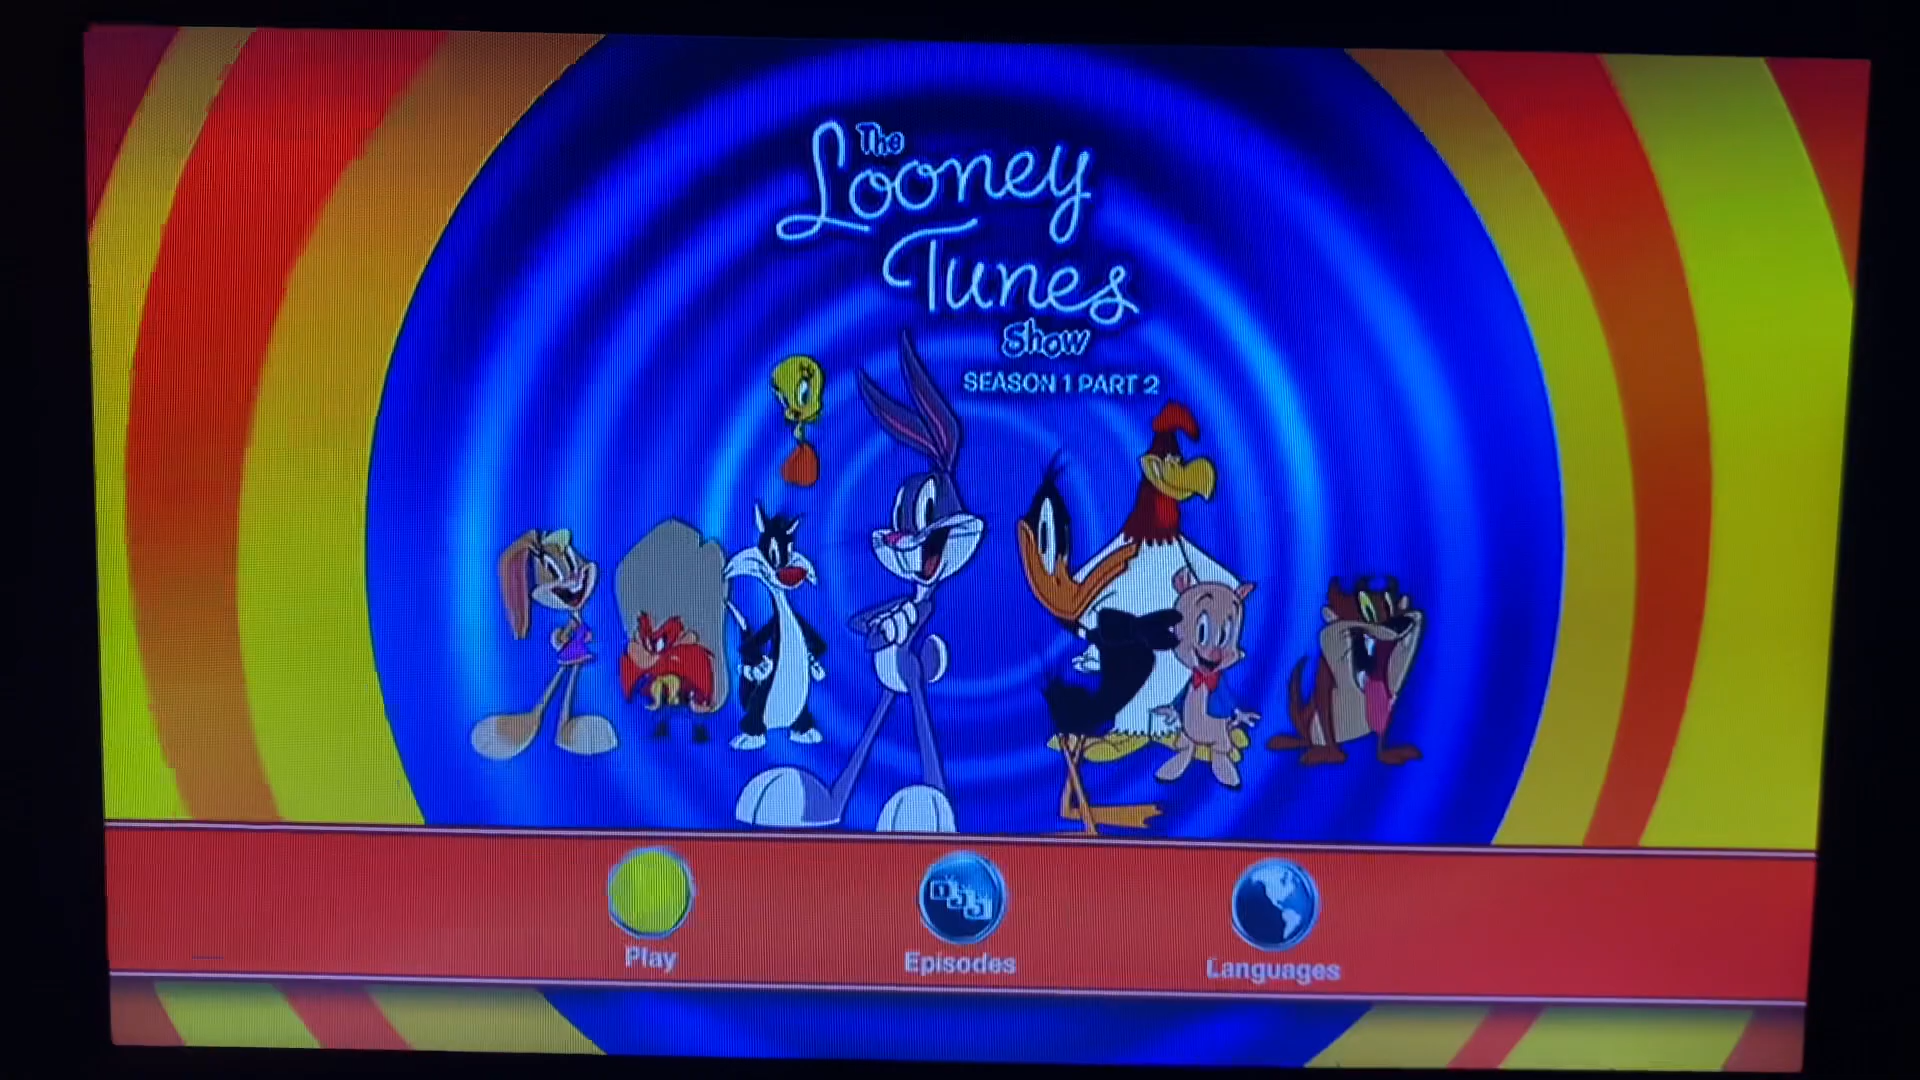 The
Looney
Tunes
Show
SEASON 1 PART 2
Play
Episodes
Languages